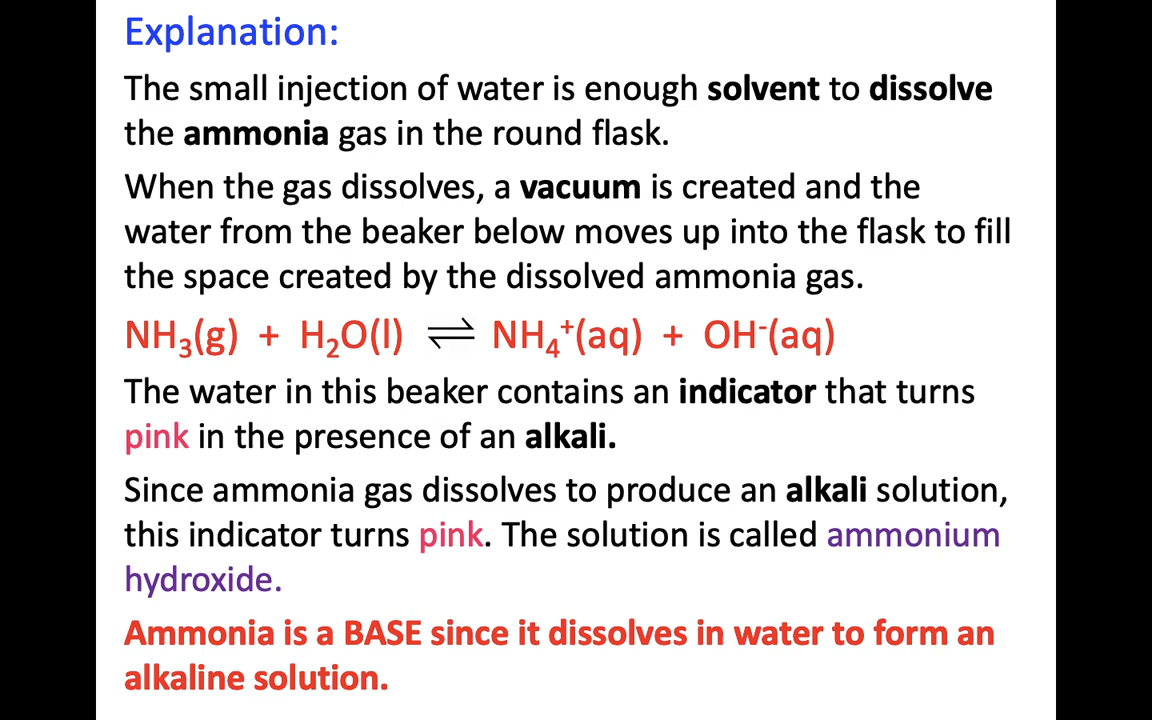 Explanation:
The small injection of water is enough solvent to dissolve
the ammonia gas in the round flask.
When the gas dissolves, a vacuum is created and the
water from the beaker below moves up into the flask to fill
the space created by the dissolved ammonia gas.
NH₃(g) + H₂O(l) ⇌ NH₄⁺(aq) + OH⁻(aq)
The water in this beaker contains an indicator that turns
pink in the presence of an alkali.
Since ammonia gas dissolves to produce an alkali solution,
this indicator turns pink. The solution is called ammonium
hydroxide.
Ammonia is a BASE since it dissolves in water to form an
alkaline solution.